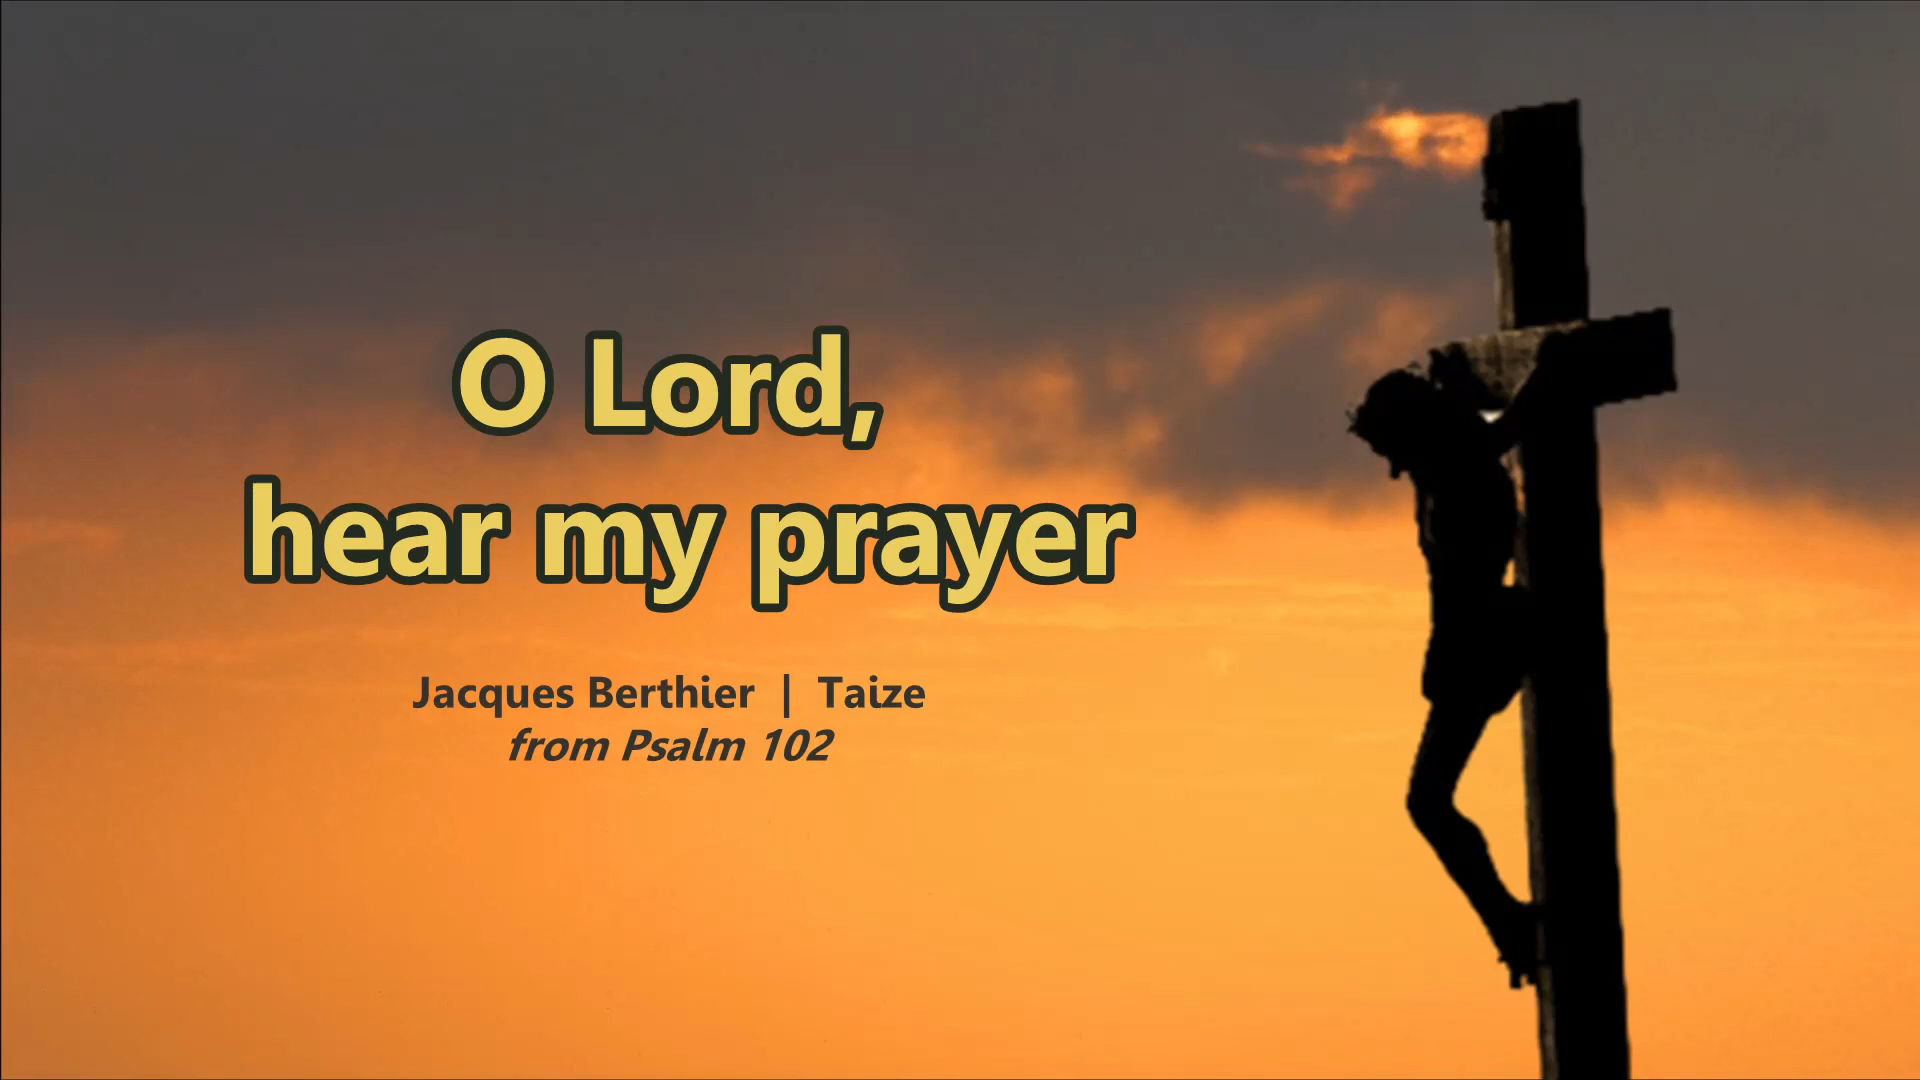 O Lord,
hear my prayer
Jacques Berthier | Taize
from Psalm 102